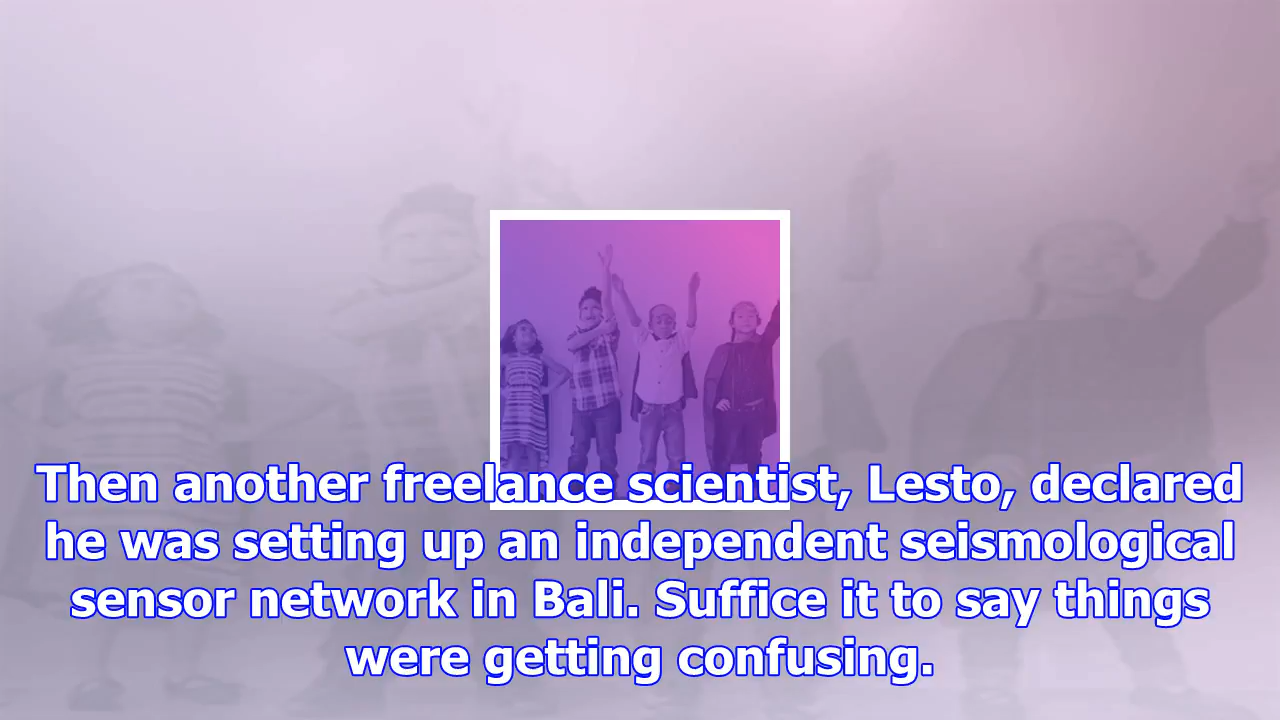 Then another freelance scientist, Lesto, declared
he was setting up an independent seismological
sensor network in Bali. Suffice it to say things
were getting confusing.